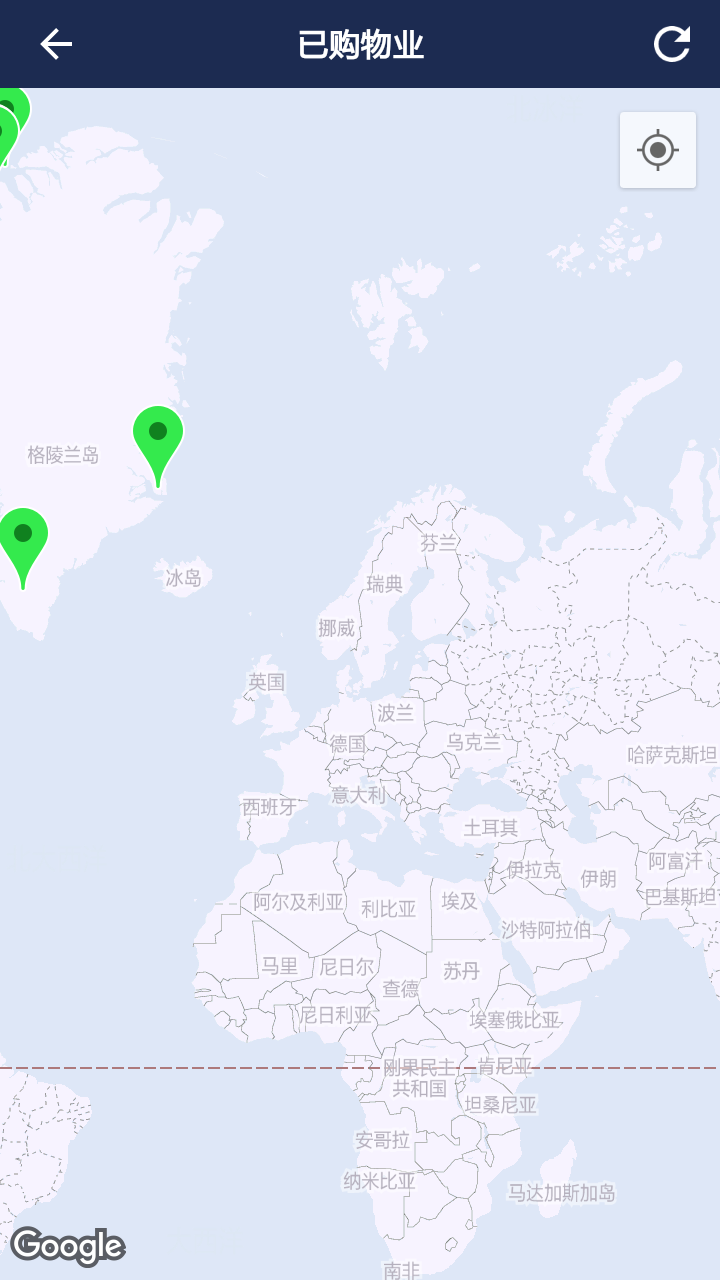 已购物业
格陵兰岛
芬兰
冰岛
瑞典
挪威
英国
波兰
德国
乌克兰
哈萨克斯坦
意大利
西班牙
土耳其
阿富汗
伊拉克
伊朗
巴基斯坦
阿尔及利亚
利比亚
埃及
沙特阿拉伯
马里
尼日尔
苏丹
查德
尼日利亚
埃塞俄比亚
刚果民主
共和国
肯尼亚
坦桑尼亚
安哥拉
纳米比亚
马达加斯加岛
南非
Google